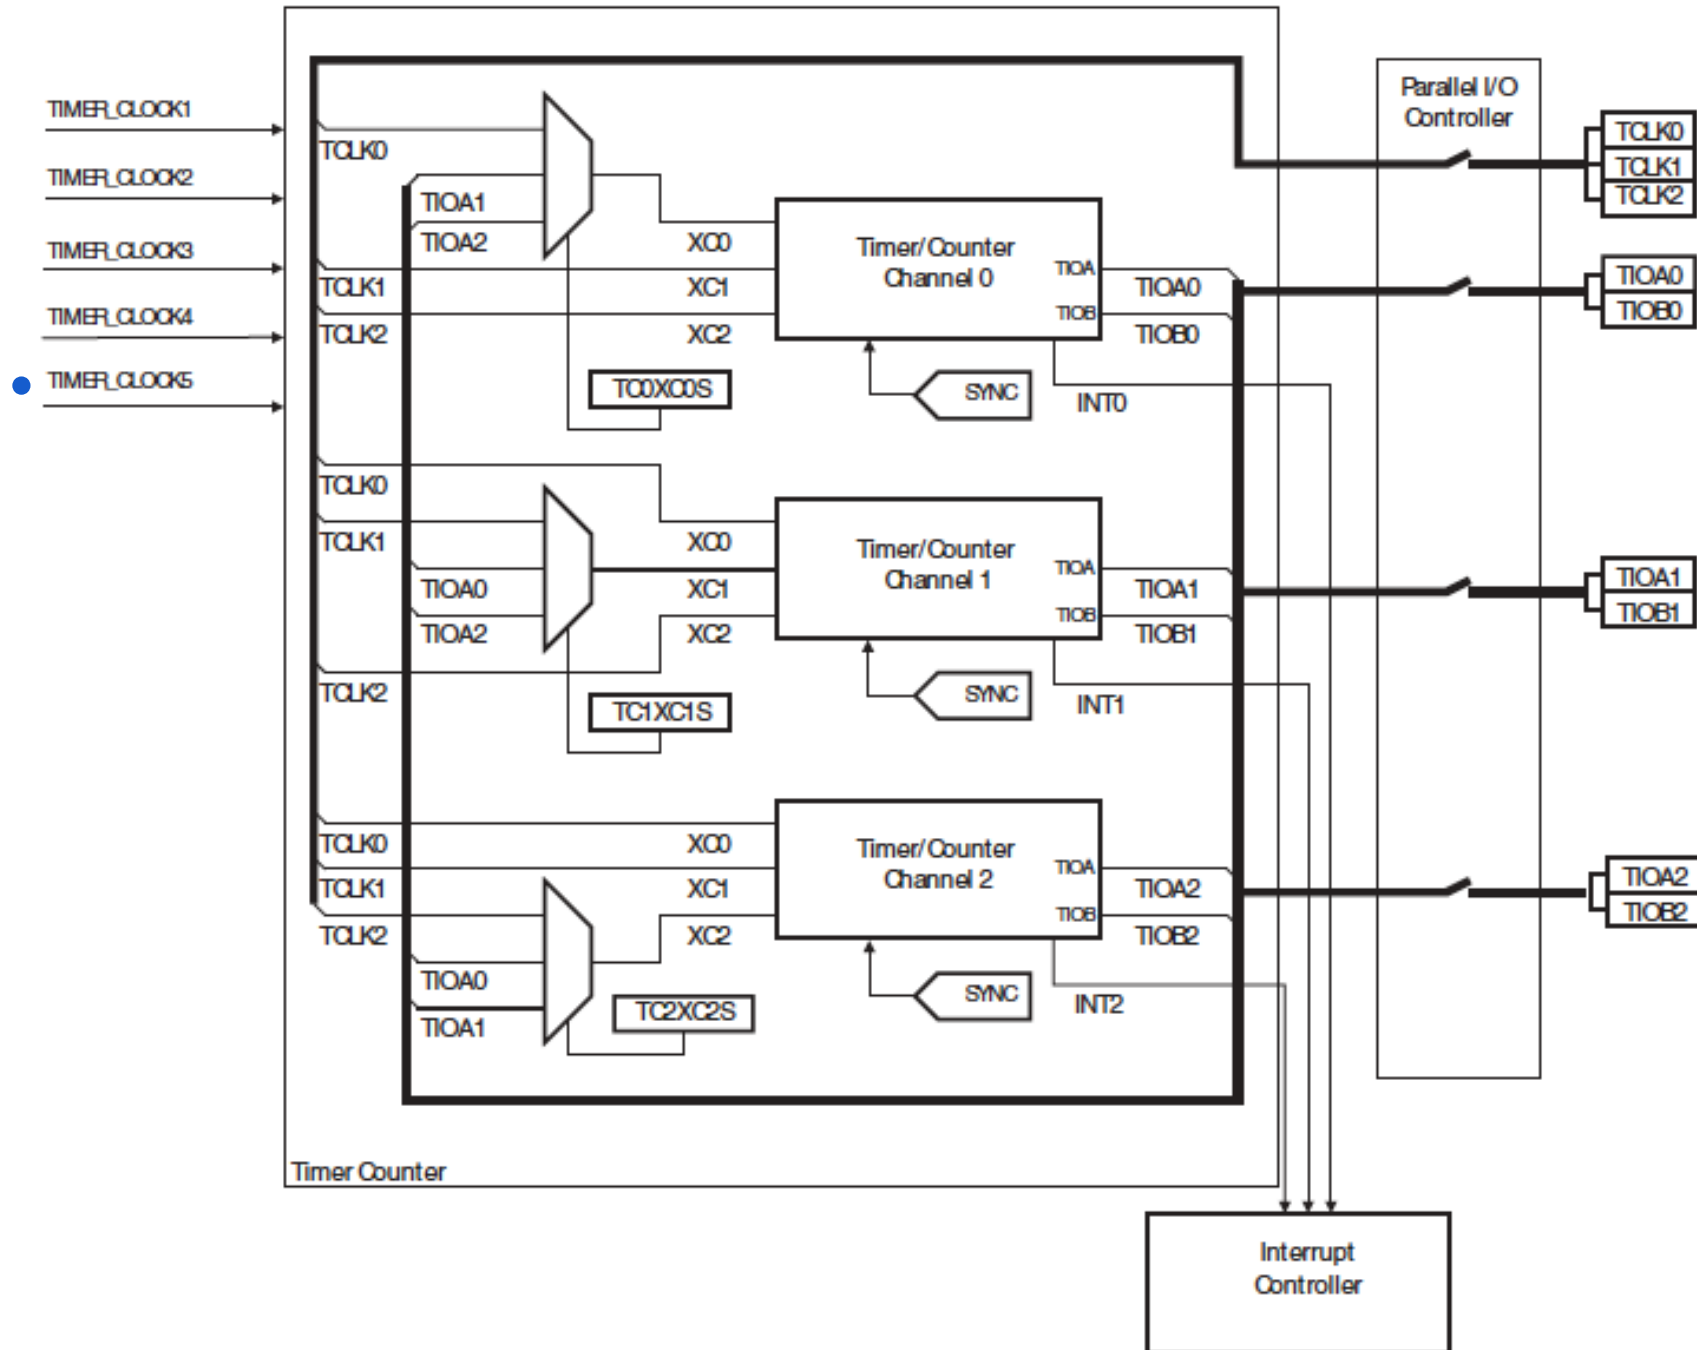 TIMER_CLOCK1
TIMER_CLOCK2
TIMER_CLOCK3
TIMER_CLOCK4
TIMER_CLOCK5
TCLK0
TIOA1
TIOA2
TCLK1
TCLK2
XC0
XC1
XC2
TC0XC0S
Timer/Counter
Channel 0
TIOA
TIOB
TIOA0
TIOB0
SYNC
INT0
TCLK0
TCLK1
TIOA0
TIOA2
TCLK2
XC0
XC1
XC2
TC1XC1S
Timer/Counter
Channel 1
TIOA
TIOB
TIOA1
TIOB1
SYNC
INT1
TCLK0
TCLK1
TCLK2
TIOA0
TIOA1
XC0
XC1
XC2
TC2XC2S
Timer/Counter
Channel 2
TIOA
TIOB
TIOA2
TIOB2
SYNC
INT2
Timer Counter
Parallel I/O
Controller
TCLK0
TCLK1
TCLK2
TIOA0
TIOB0
TIOA1
TIOB1
TIOA2
TIOB2
Interrupt
Controller